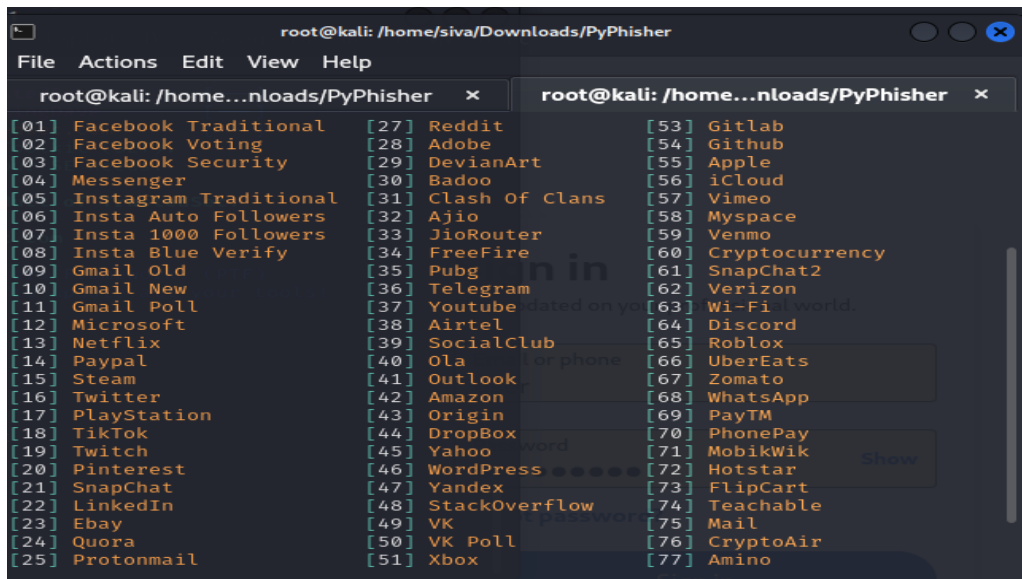 root@kali: /home/siva/Downloads/PyPhisher
File Actions Edit View Help
root@kali: /home...nloads/PyPhisher × root@kali: /home...nloads/PyPhisher ×
[01] Facebook Traditional [27] Reddit [53] Gitlab
[02] Facebook Voting [28] Adobe [54] Github
[03] Facebook Security [29] DevianArt [55] Apple
[04] Messenger [30] Badoo [56] iCloud
[05] Instagram Traditional [31] Clash Of Clans [57] Vimeo
[06] Insta Auto Followers [32] Ajio [58] Myspace
[07] Insta 1000 Followers [33] JioRouter [59] Venmo
[08] Insta Blue Verify [34] FreeFire [60] Cryptocurrency
[09] Gmail Old [35] Pubg [61] SnapChat2
[10] Gmail New [36] Telegram [62] Verizon
[11] Gmail Poll [37] Youtube [63] Wi-Fi
[12] Microsoft [38] Airtel [64] Discord
[13] Netflix [39] SocialClub [65] Roblox
[14] Paypal [40] Ola [66] UberEats
[15] Steam [41] Outlook [67] Zomato
[16] Twitter [42] Amazon [68] WhatsApp
[17] PlayStation [43] Origin [69] PayTM
[18] TikTok [44] DropBox [70] PhonePay
[19] Twitch [45] Yahoo [71] MobikWik
[20] Pinterest [46] WordPress [72] Hotstar
[21] SnapChat [47] Yandex [73] FlipCart
[22] LinkedIn [48] StackOverflow [74] Teachable
[23] Ebay [49] VK [75] Mail
[24] Quora [50] VK Poll [76] CryptoAir
[25] Protonmail [51] Xbox [77] Amino
in
world.
or phone
Show